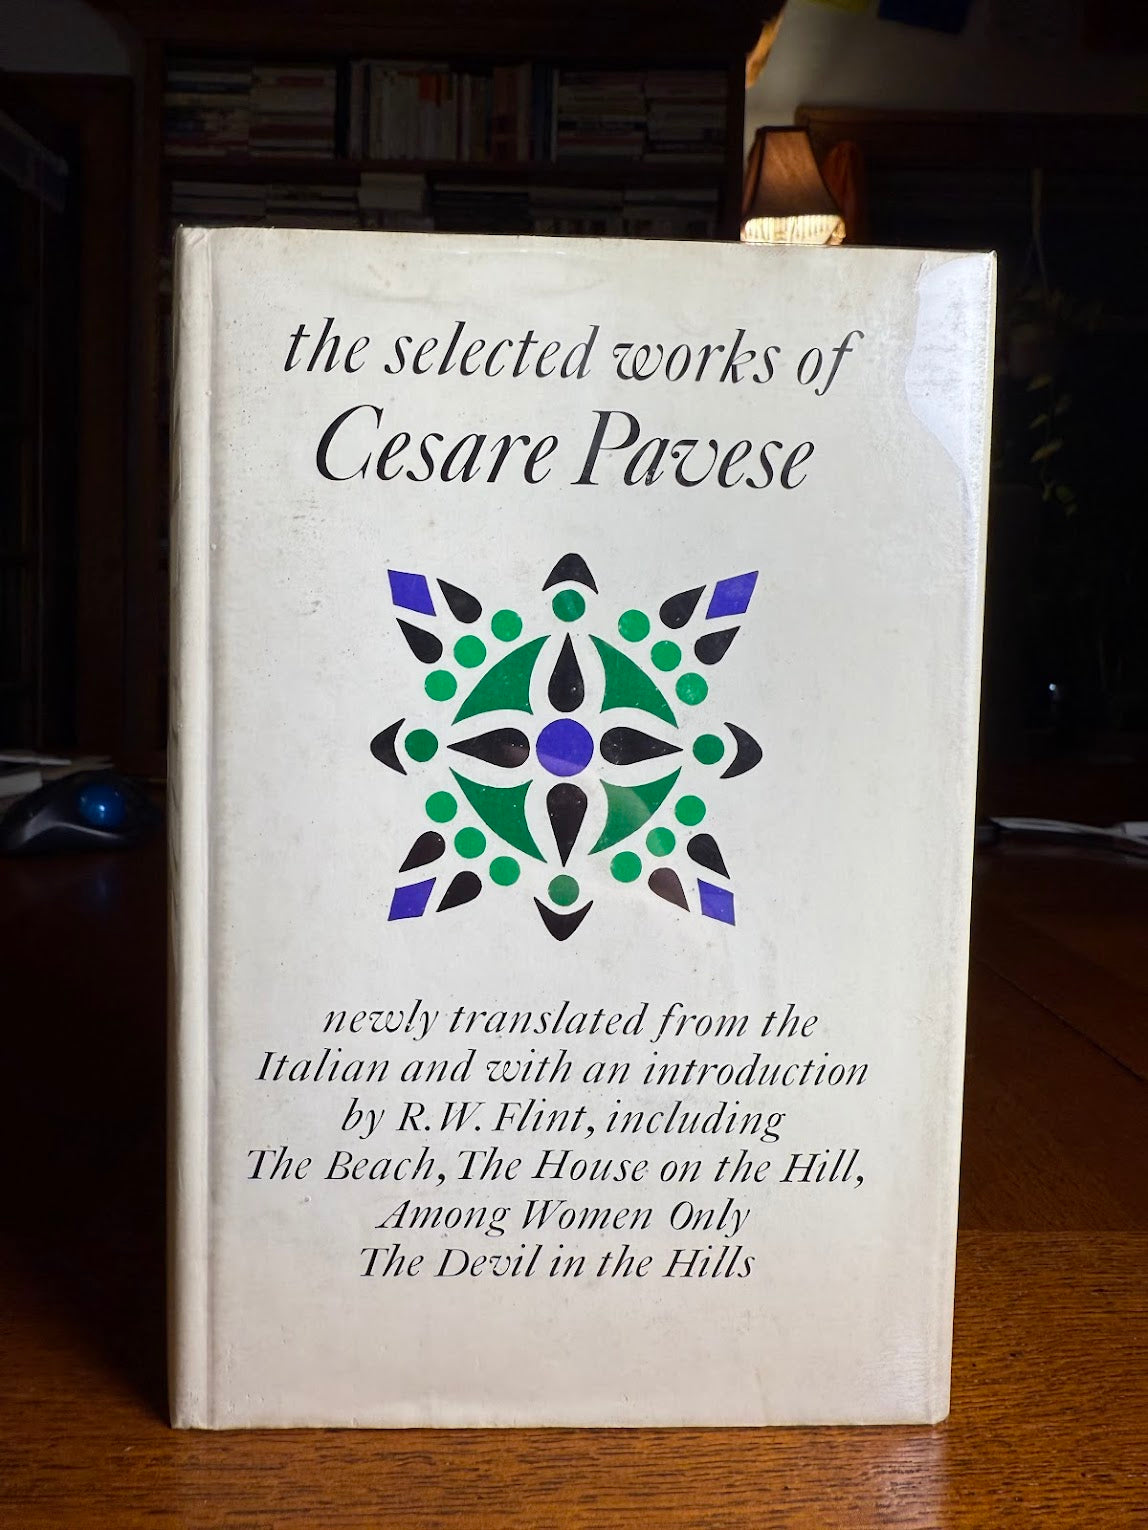 the selected works of
Cesare Pavese
newly translated from the
Italian and with an introduction
by R.W. Flint, including
The Beach, The House on the Hill,
Among Women Only
The Devil in the Hills